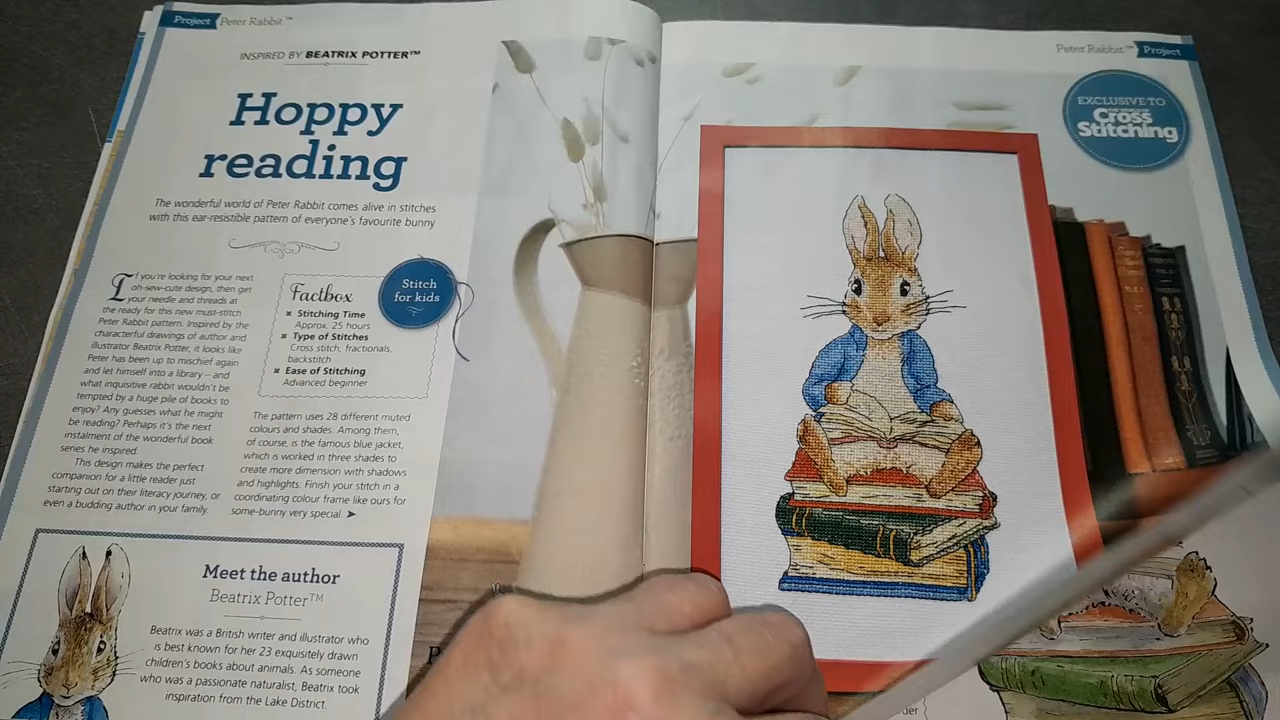 Project Peter Rabbit™
INSPIRED BY BEATRIX POTTER™
Hoppy
reading
The wonderful world of Peter Rabbit comes alive in stitches
with this ear-resistible pattern of everyone's favourite bunny
If you're looking for your next
oh-sew-cute design, then get
your needle and threads at
the ready for this new must-stitch
Peter Rabbit pattern. Inspired by the
characterful drawings of author and
illustrator Beatrix Potter, it looks like
Peter has been up to mischief again
and let himself into a library – and
what inquisitive rabbit wouldn't be
tempted by a huge pile of books to
enjoy? Any guesses what he might
be reading? Perhaps it's the next
instalment of the wonderful book
series he inspired.
This design makes the perfect
companion for a little reader just
starting out on their literacy journey, or
even a budding author in your family.
Factbox
Stitching Time
Approx. 25 hours
Type of Stitches
Cross stitch, fractionals,
backstitch
Ease of Stitching
Advanced beginner
Stitch
for kids
The pattern uses 28 different muted
colours and shades. Among them,
of course, is the famous blue jacket,
which is worked in three shades to
create more dimension with shadows
and highlights. Finish your stitch in a
coordinating colour frame like ours for
some-bunny very special. ➤
Meet the author
Beatrix Potter™
Beatrix was a British writer and illustrator who
is best known for her 23 exquisitely drawn
children's books about animals. As someone
who was a passionate naturalist, Beatrix took
inspiration from the Lake District.
Peter Rabbit™ Project
EXCLUSIVE TO
THE WORLD OF
Cross
Stitching